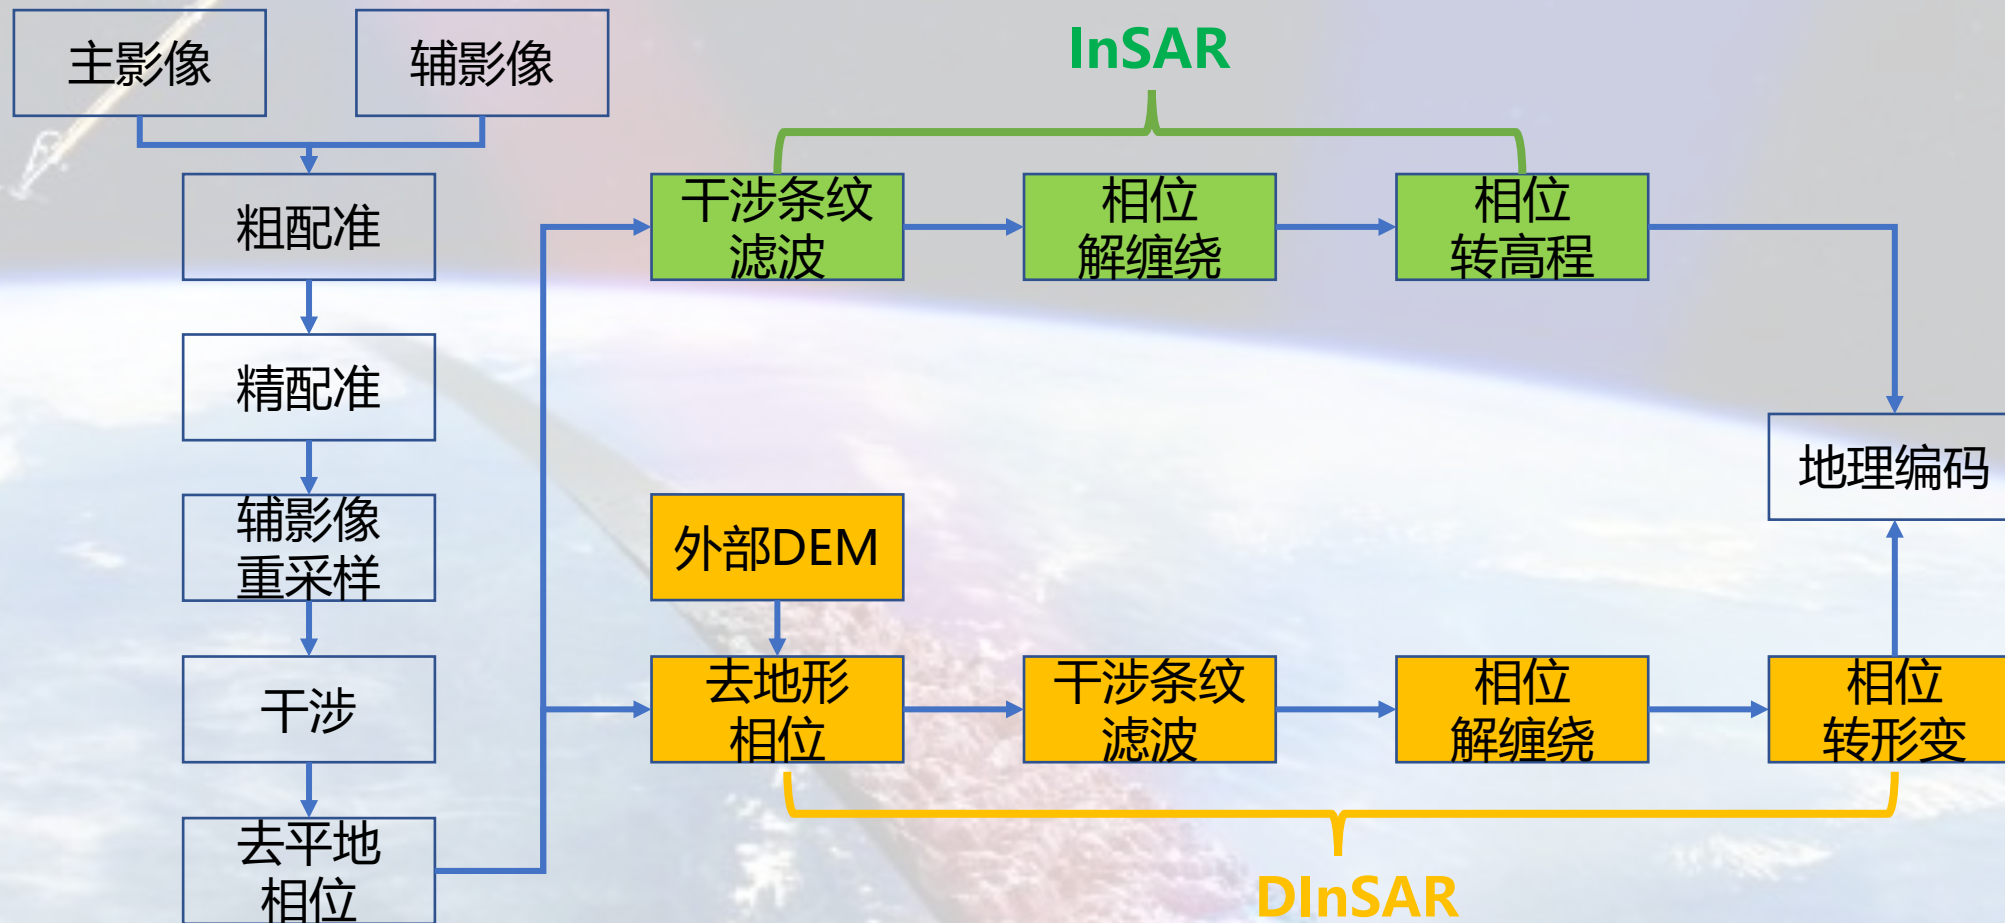 主影像
辅影像
粗配准
精配准
辅影像
重采样
干涉
去平地
相位
InSAR
干涉条纹
滤波
相位
解缠绕
相位
转高程
地理编码
外部DEM
去地形
相位
干涉条纹
滤波
相位
解缠绕
相位
转形变
DInSAR